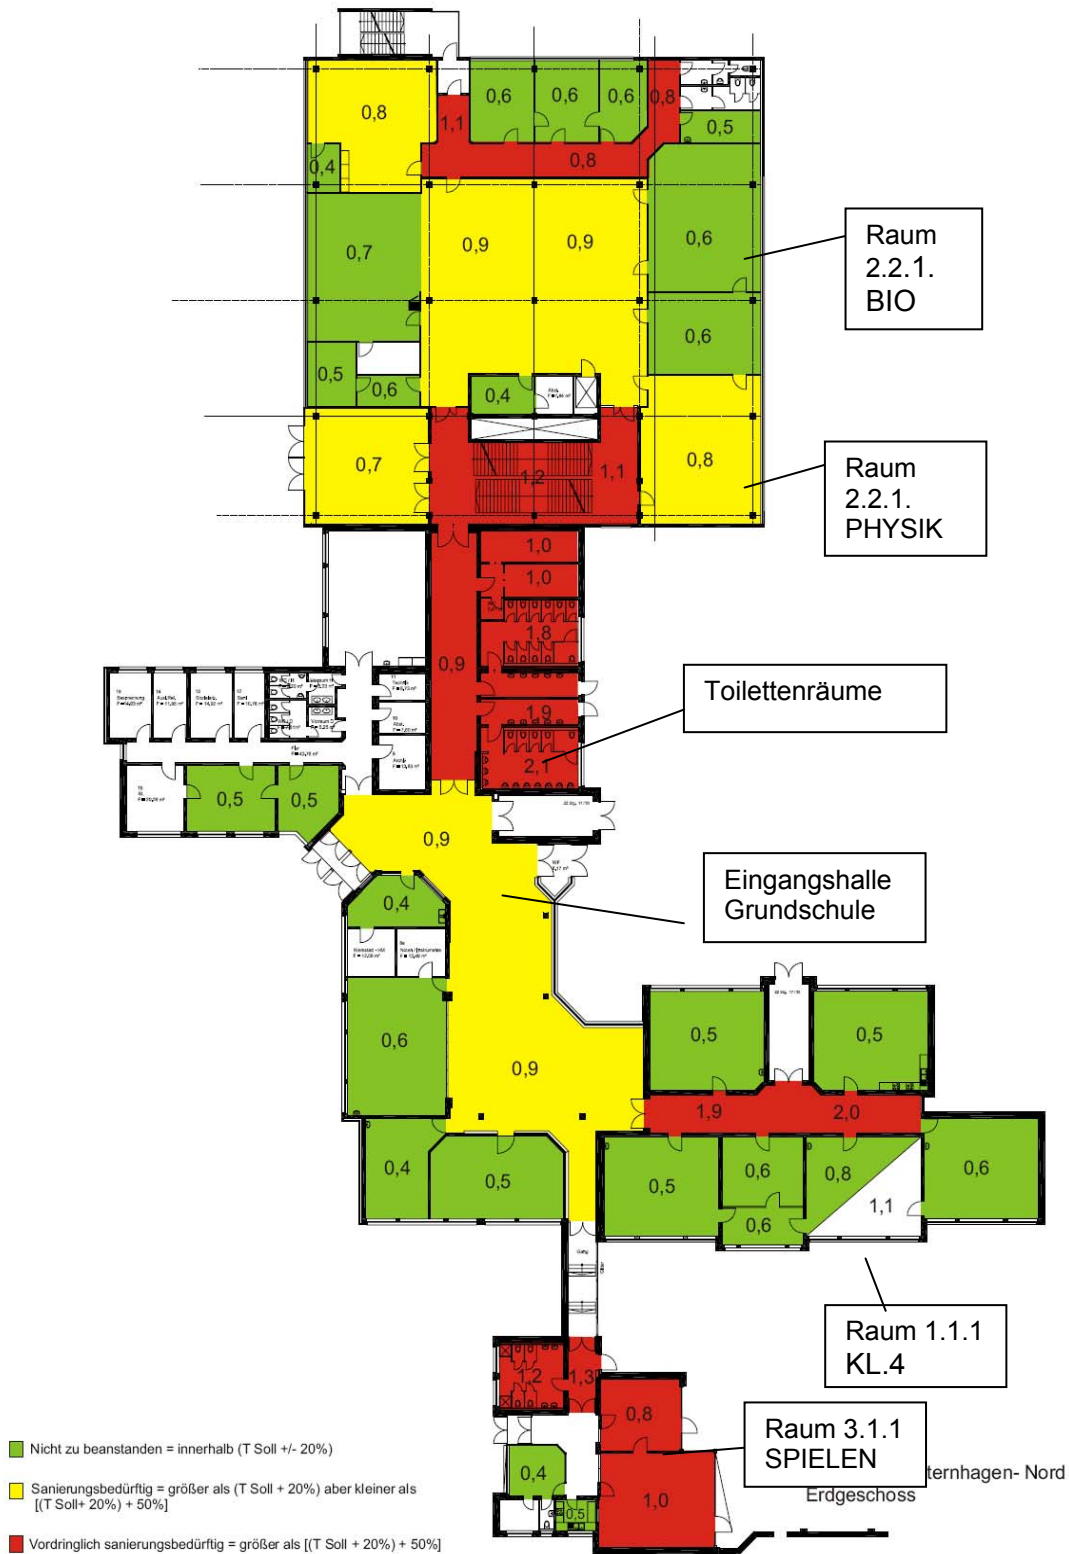 0,8
0,6
0,6
0,6
0,8
1,1
0,5
0,8
0,4
0,7
0,9
0,9
0,6
Raum
2.2.1.
BIO
0,6
0,5
0,6
0,4
0,7
1,2
1,1
0,8
Raum
2.2.1.
PHYSIK
1,0
1,0
1,8
0,9
1,9
Toilettenräume
2,1
0,5
0,5
0,9
0,4
Eingangshalle
Grundschule
0,6
0,5
0,5
0,9
1,9
2,0
0,4
0,5
0,5
0,6
0,8
0,6
1,1
0,6
Gang
Raum 1.1.1
KL.4
1,2
1,3
0,8
Raum 3.1.1
SPIELEN
0,4
1,0
0,5
ternhagen- Nord
Erdgeschoss
Nicht zu beanstanden = innerhalb (T Soll +/- 20%)
Sanierungsbedürftig = größer als (T Soll + 20%) aber kleiner als
[(T Soll+ 20%) + 50%]
Vordringlich sanierungsbedürftig = größer als [(T Soll + 20%) + 50%]